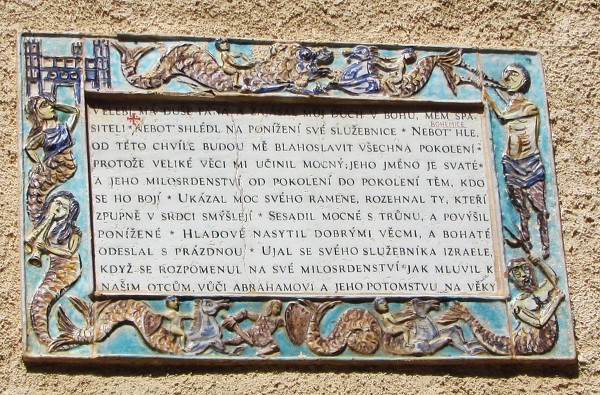 VELEBÍ MÁ DUŠE PÁNA MŮJ DUCH V BOHU, MÉM SPA-
BOHEMICE
SITELI * NEBOŤ SHLÉDL NA PONÍŽENÍ SVÉ SLUŽEBNICE * NEBOŤ HLE,
OD TÉTO CHVÍLE BUDOU MĚ BLAHOSLAVIT VŠECHNA POKOLENÍ *
PROTOŽE VELIKÉ VĚCI MI UČINIL MOCNÝ; JEHO JMÉNO JE SVATÉ *
A JEHO MILOSRDENSTVÍ OD POKOLENÍ DO POKOLENÍ TĚM, KDO
SE HO BOJÍ * UKÁZAL MOC SVÉHO RAMENE, ROZEHNAL TY, KTEŘÍ
ZPUPNĚ V SRDCI SMÝŠLEJÍ * SESADIL MOCNÉ S TRŮNU, A POVÝŠIL
PONÍŽENÉ * HLADOVÉ NASYTIL DOBRÝMI VĚCMI, A BOHATÉ
ODESLAL S PRÁZDNOU * UJAL SE SVÉHO SLUŽEBNÍKA IZRAELE,
KDYŽ SE ROZPOMENUL NA SVÉ MILOSRDENSTVÍ * JAK MLUVIL K
NAŠIM OTCŮM, VŮČI ABRAHAMOVI A JEHO POTOMSTVU NA VĚKY